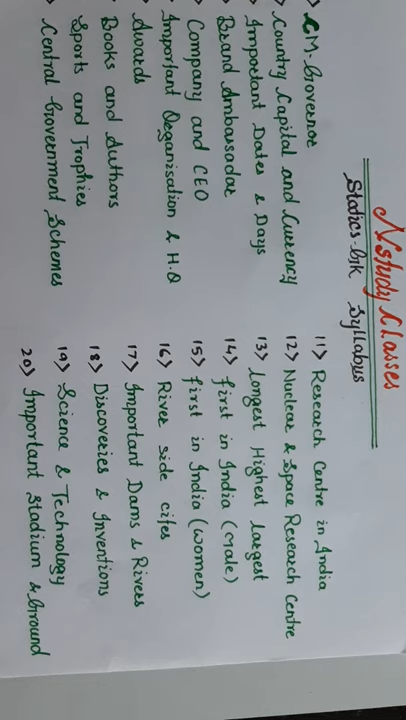 Nstudy Classes
Statics-GK Syllabus
CM-Governor
Country Capital and Currency
Important Dates & Days
Brand Ambassador
Company and CEO
Important Organisation & H.Q
Awards
Books and Authors
Sports and Trophies
Central Government Schemes
11) Research Centre in India
12) Nuclear & Space Research Centre
13) Longest Highest Largest
14) First in India (Male)
15) First in India (Women)
16) River side cites
17) Important Dams & Rivers
18) Discoveries & Inventions
19) Science & Technology
20) Important Stadium & Ground